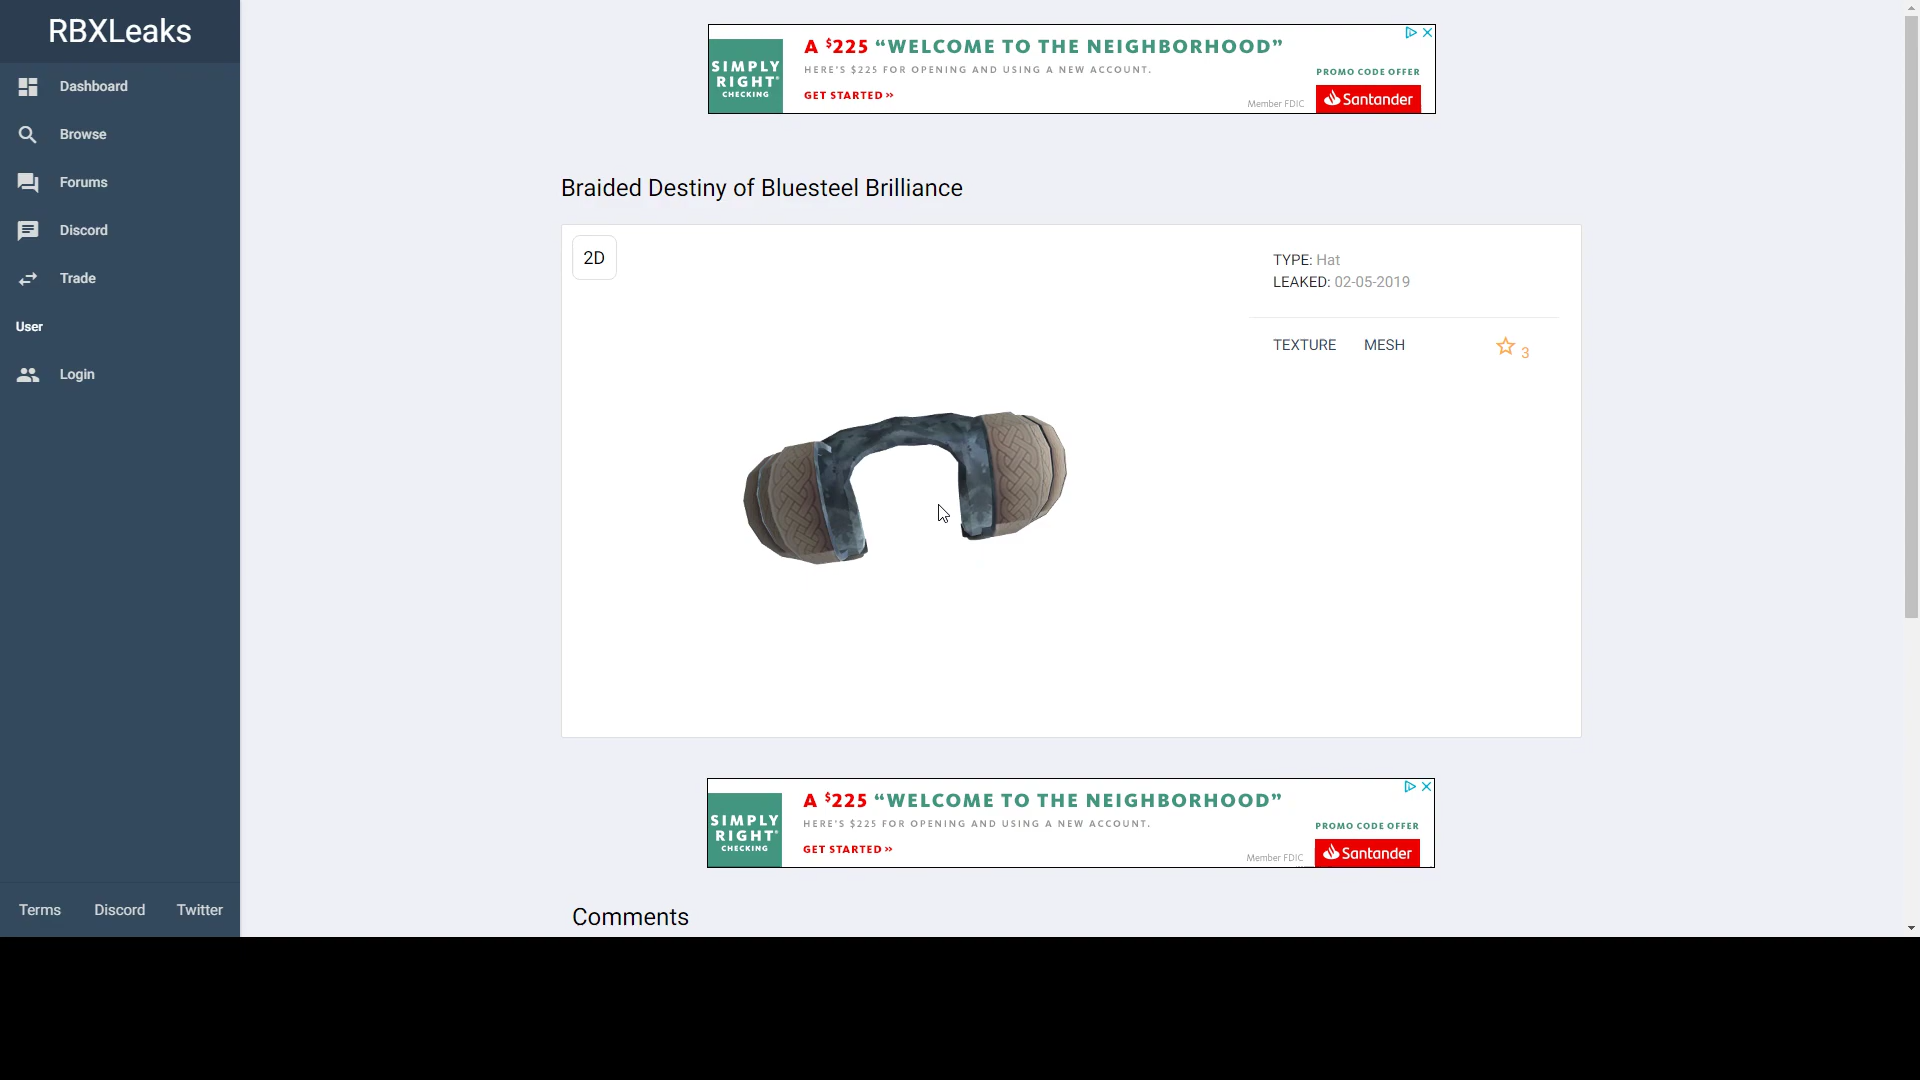 RBXLeaks
Dashboard
Browse
Forums
Discord
Trade
User
Login
Terms Discord Twitter
SIMPLY
RIGHT®
CHECKING
A $225 “WELCOME TO THE NEIGHBORHOOD”
HERE'S $225 FOR OPENING AND USING A NEW ACCOUNT.
GET STARTED »
Member FDIC
PROMO CODE OFFER
Santander
Braided Destiny of Bluesteel Brilliance
2D
TYPE: Hat
LEAKED: 02-05-2019
TEXTURE MESH 3
SIMPLY
RIGHT®
CHECKING
A $225 “WELCOME TO THE NEIGHBORHOOD”
HERE'S $225 FOR OPENING AND USING A NEW ACCOUNT.
GET STARTED »
Member FDIC
PROMO CODE OFFER
Santander
Comments